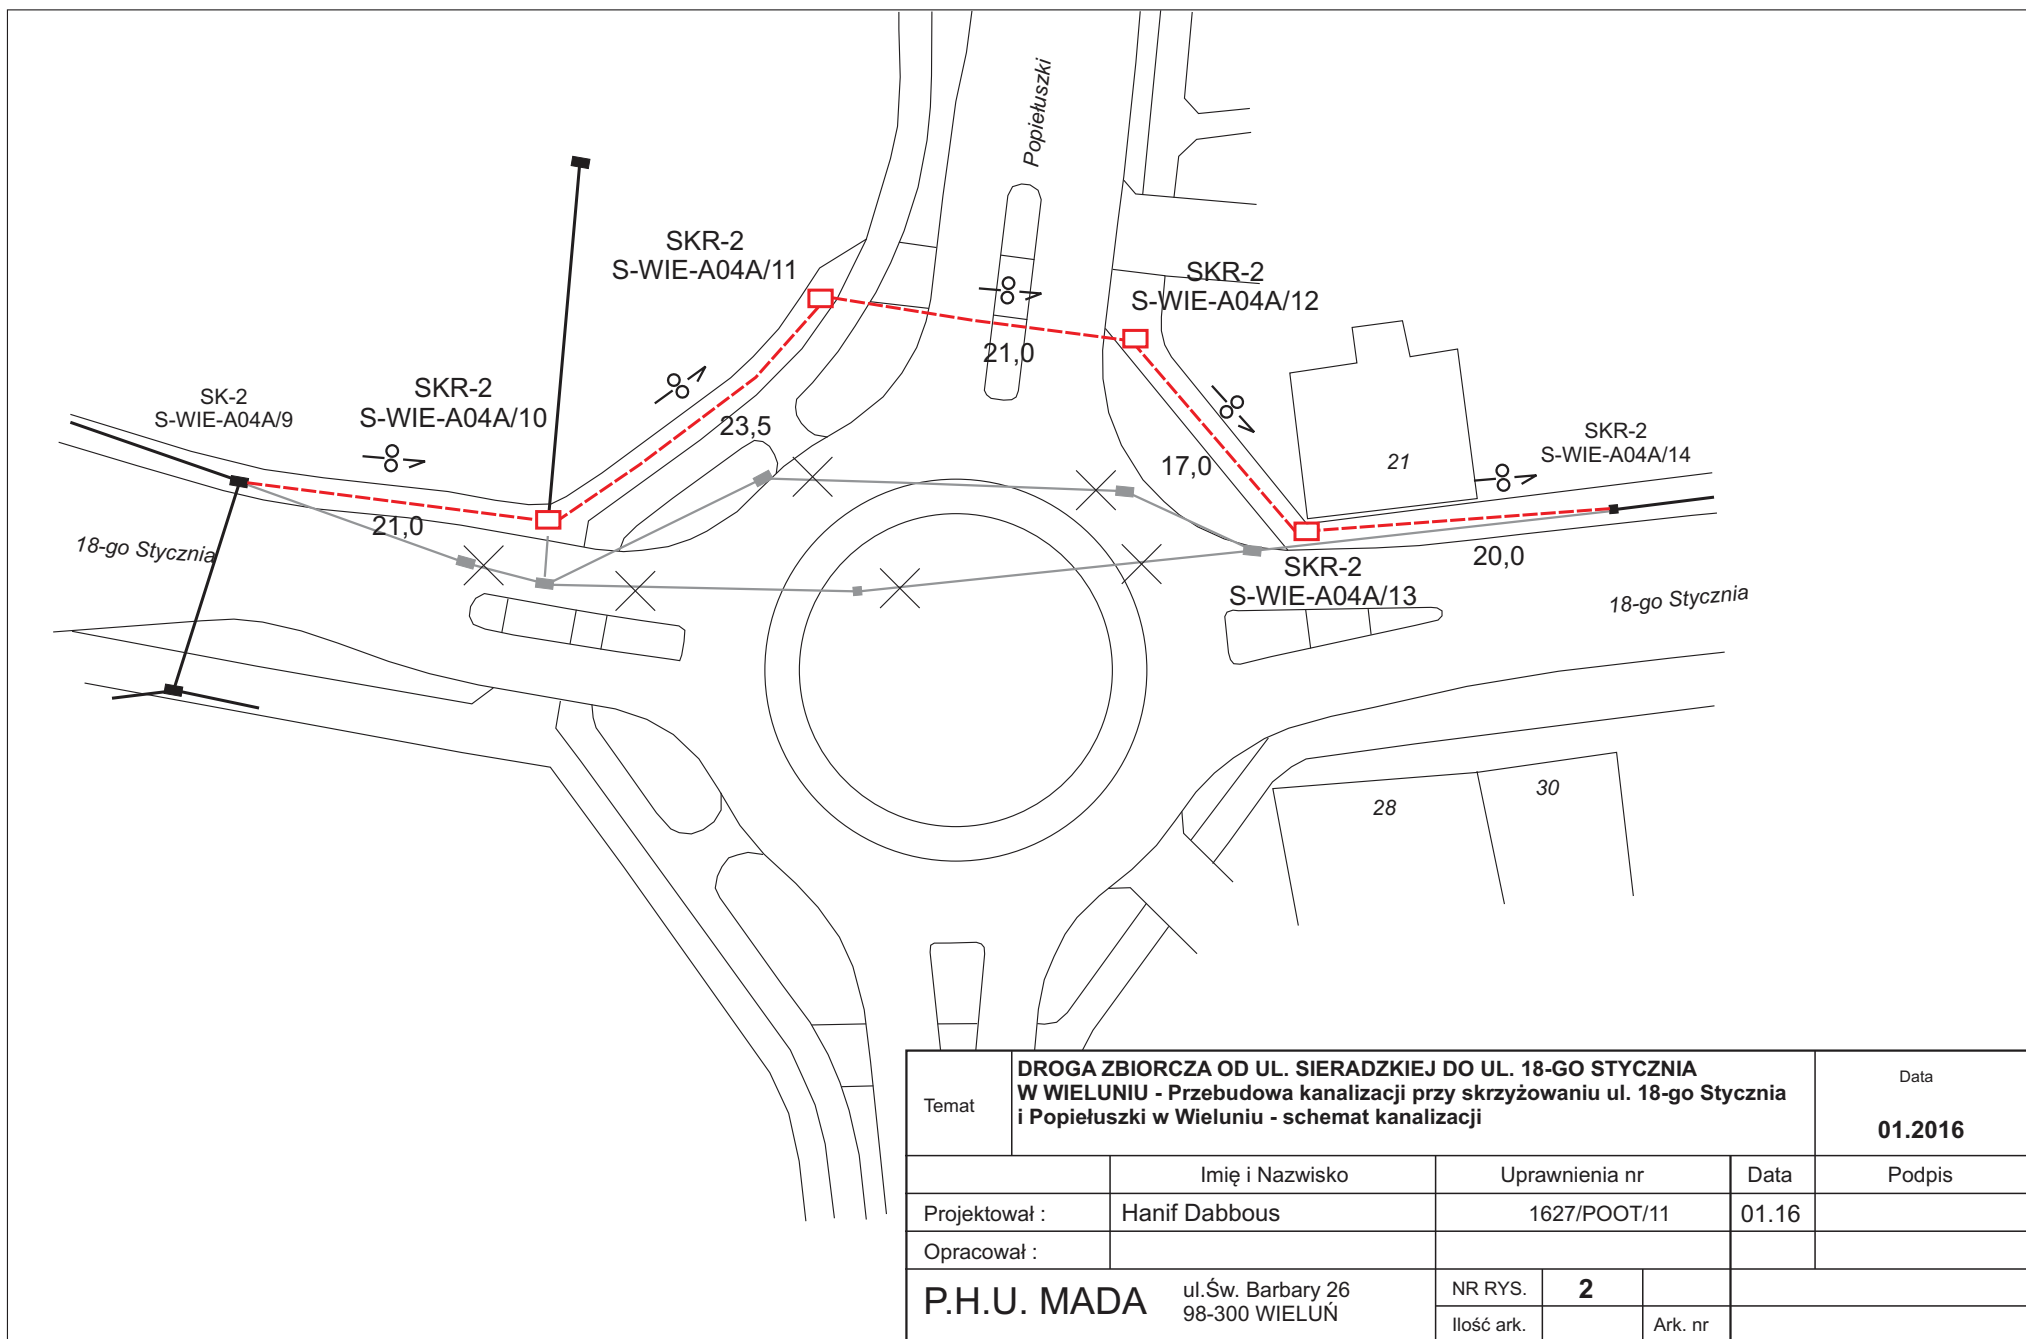 Popiełuszki
SKR-2
S-WIE-A04A/11
SKR-2
S-WIE-A04A/12
21,0
SK-2
S-WIE-A04A/9
SKR-2
S-WIE-A04A/10
23,5
SKR-2
S-WIE-A04A/14
21
17,0
21,0
18-go Stycznia
20,0
SKR-2
S-WIE-A04A/13
18-go Stycznia
28
30
Temat
DROGA ZBIORCZA OD UL. SIERADZKIEJ DO UL. 18-GO STYCZNIA
W WIELUNIU - Przebudowa kanalizacji przy skrzyżowaniu ul. 18-go Stycznia
i Popiełuszki w Wieluniu - schemat kanalizacji
Data
01.2016
Imię i Nazwisko
Uprawnienia nr
Data
Podpis
Projektował :
Hanif Dabbous
1627/POOT/11
01.16
Opracował :
P.H.U. MADA
ul.Św. Barbary 26
98-300 WIELUŃ
NR RYS.
2
Ilość ark.
Ark. nr